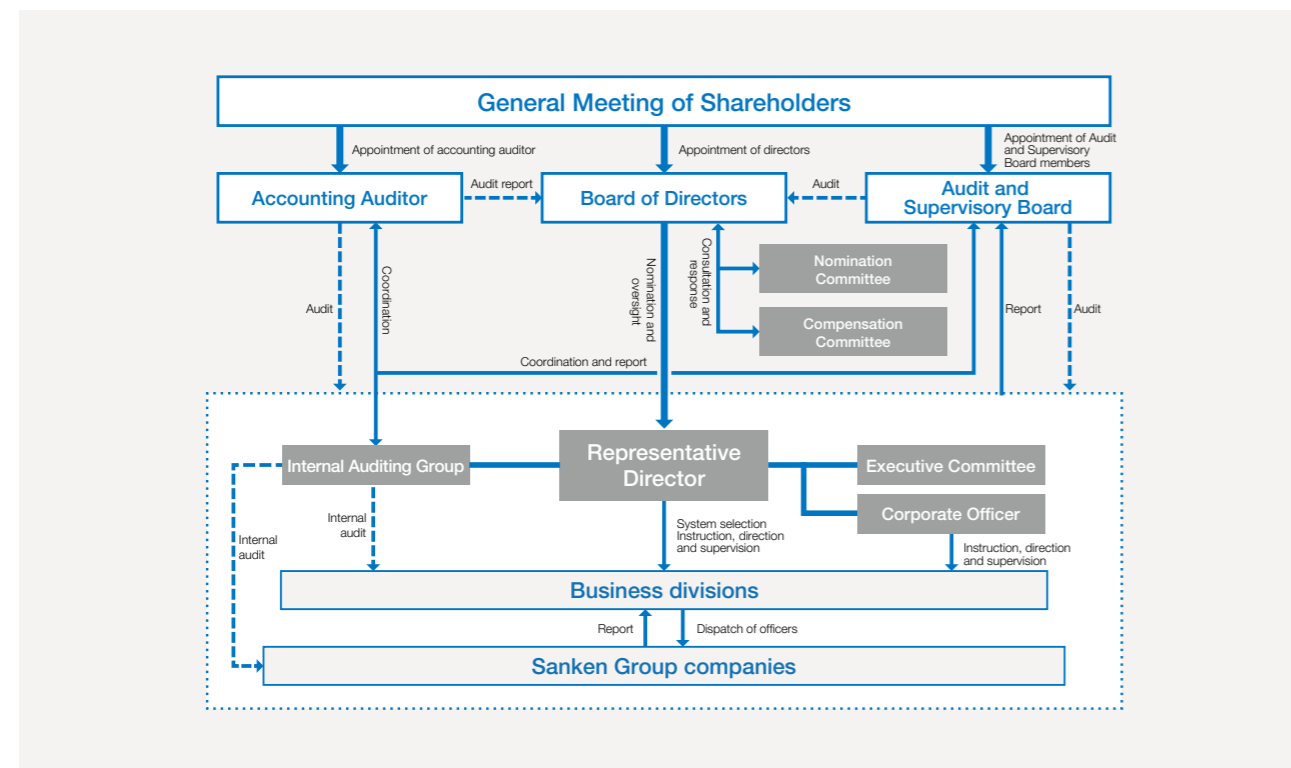 General Meeting of Shareholders
Appointment of accounting auditor
Appointment of directors
Appointment of Audit
and Supervisory
Board members
Accounting Auditor
Audit report
Board of Directors
Audit
Audit and
Supervisory Board
Audit
Coordination
Nomination and
oversight
Consultation and
response
Nomination
Committee
Compensation
Committee
Report
Audit
Coordination and report
Internal Auditing Group
Representative
Director
Executive Committee
Corporate Officer
Internal
audit
Internal
audit
System selection
Instruction, direction
and supervision
Instruction, direction
and supervision
Business divisions
Report
Dispatch of officers
Sanken Group companies